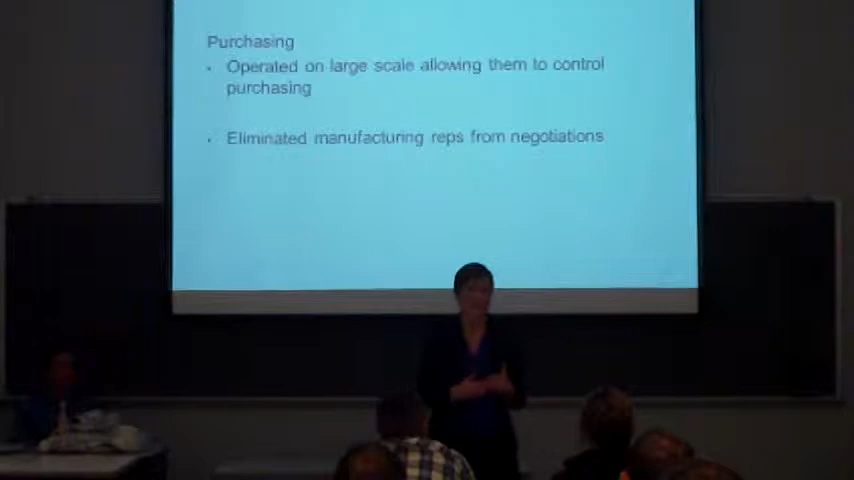 Purchasing
• Operated on large scale allowing them to control
purchasing
• Eliminated manufacturing reps from negotiations